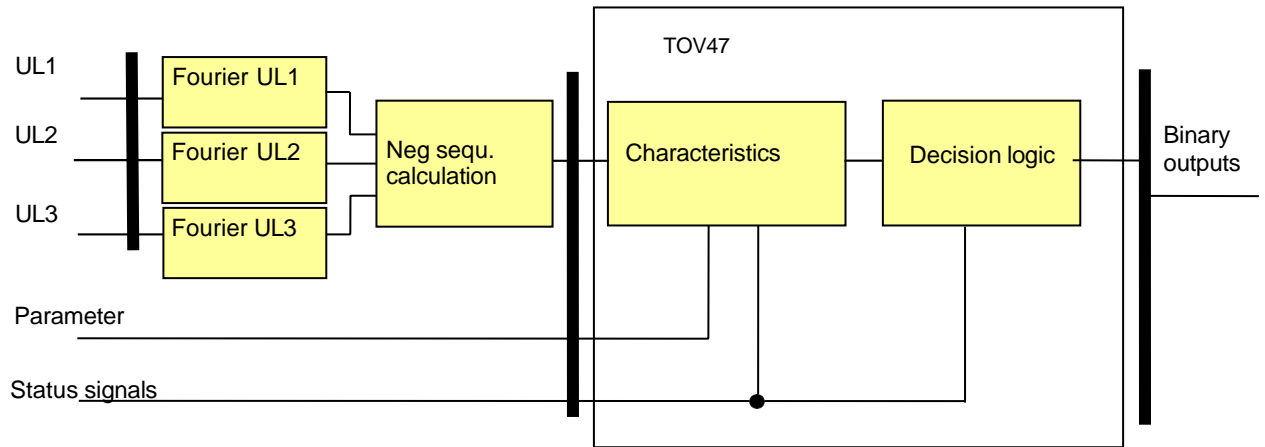 TOV47
UL1
Fourier UL1
UL2
Fourier UL2
Neg sequ.
calculation
Characteristics
Decision logic
Binary
outputs
UL3
Fourier UL3
Parameter
Status signals